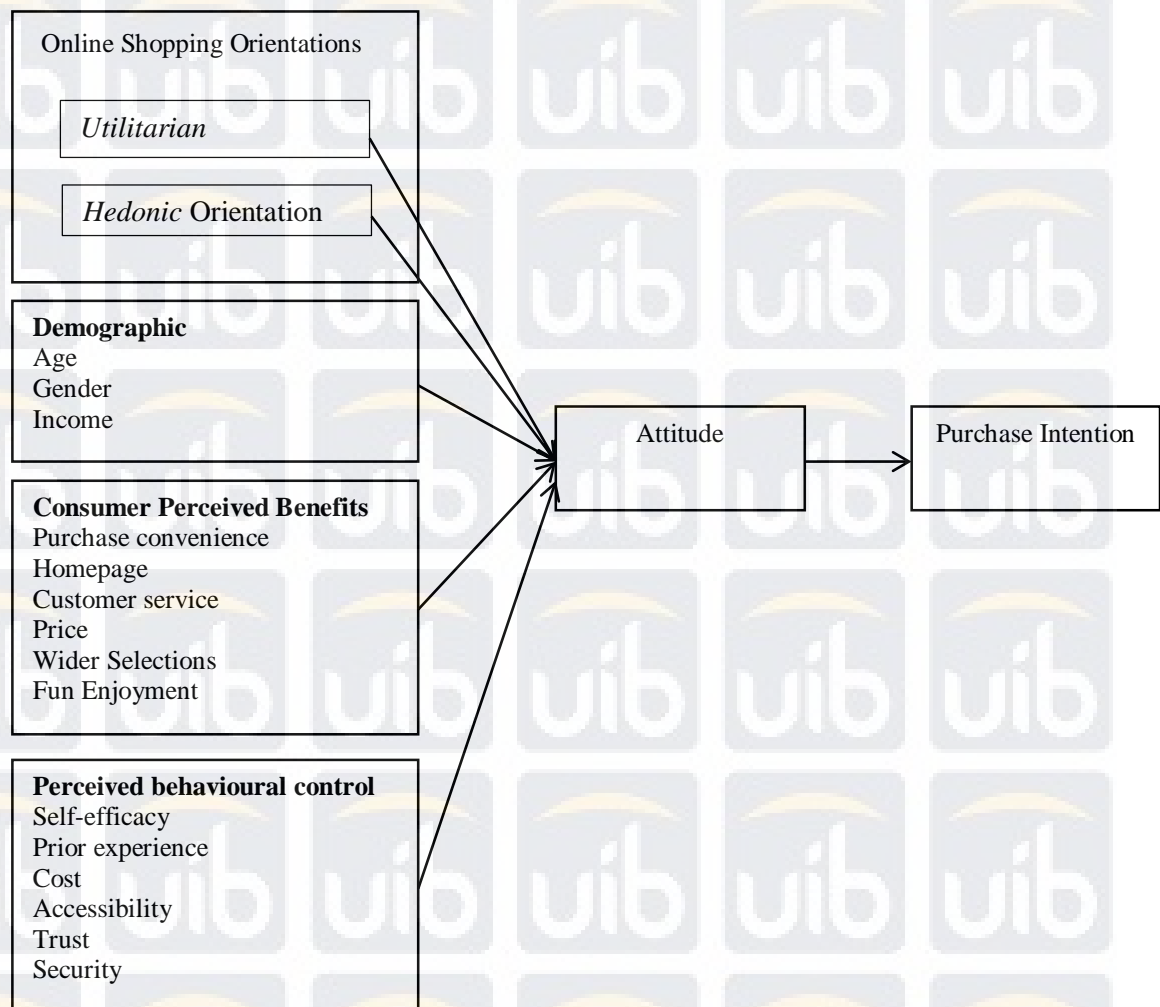 Online Shopping Orientations
Utilitarian
Hedonic Orientation
Demographic
Age
Gender
Income
Consumer Perceived Benefits
Purchase convenience
Homepage
Customer service
Price
Wider Selections
Fun Enjoyment
Perceived behavioural control
Self-efficacy
Prior experience
Cost
Accessibility
Trust
Security
Attitude
Purchase Intention
uib